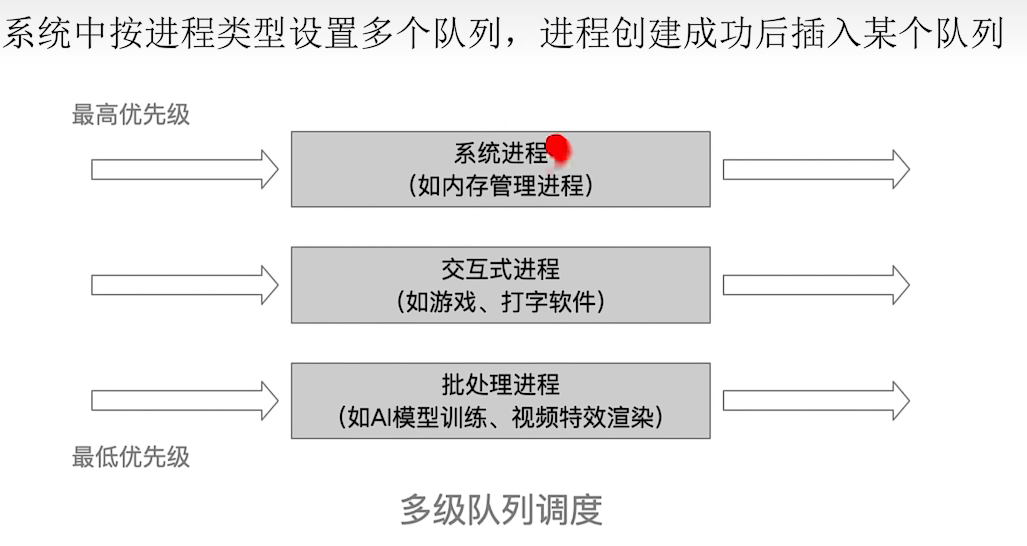 系统中按进程类型设置多个队列，进程创建成功后插入某个队列
最高优先级
系统进程
（如内存管理进程）
交互式进程
（如游戏、打字软件）
批处理进程
（如AI模型训练、视频特效渲染）
最低优先级
多级队列调度